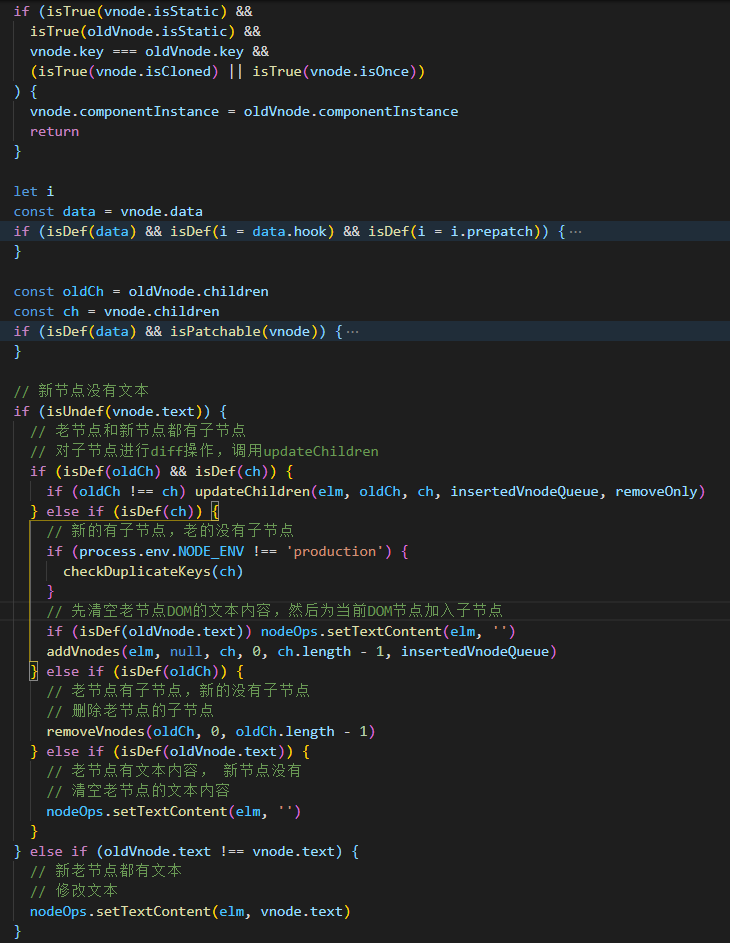 if (isTrue(vnode.isStatic) &&
  isTrue(oldVnode.isStatic) &&
  vnode.key === oldVnode.key &&
  (isTrue(vnode.isCloned) || isTrue(vnode.isOnce))
) {
  vnode.componentInstance = oldVnode.componentInstance
  return
}

let i
const data = vnode.data
if (isDef(data) && isDef(i = data.hook) && isDef(i = i.prepatch)) {···
}

const oldCh = oldVnode.children
const ch = vnode.children
if (isDef(data) && isPatchable(vnode)) {···
}

// 新节点没有文本
if (isUndef(vnode.text)) {
  // 老节点和新节点都有子节点
  // 对子节点进行diff操作，调用updateChildren
  if (isDef(oldCh) && isDef(ch)) {
    if (oldCh !== ch) updateChildren(elm, oldCh, ch, insertedVnodeQueue, removeOnly)
  } else if (isDef(ch)) {
    // 新的有子节点，老的没有子节点
    if (process.env.NODE_ENV !== 'production') {
      checkDuplicateKeys(ch)
    }
    // 先清空老节点DOM的文本内容，然后为当前DOM节点加入子节点
    if (isDef(oldVnode.text)) nodeOps.setTextContent(elm, '')
    addVnodes(elm, null, ch, 0, ch.length - 1, insertedVnodeQueue)
  } else if (isDef(oldCh)) {
    // 老节点有子节点，新的没有子节点
    // 删除老节点的子节点
    removeVnodes(oldCh, 0, oldCh.length - 1)
  } else if (isDef(oldVnode.text)) {
    // 老节点有文本内容， 新节点没有
    // 清空老节点的文本内容
    nodeOps.setTextContent(elm, '')
  }
} else if (oldVnode.text !== vnode.text) {
  // 新老节点都有文本
  // 修改文本
  nodeOps.setTextContent(elm, vnode.text)
}